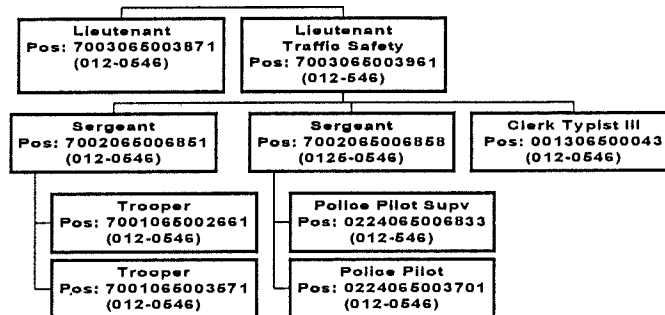 Lieutenant
Pos: 7003065003871
(012-0546)
Lieutenant
Traffic Safety
Pos: 7003065003961
(012-546)
Sergeant
Pos: 7002065006851
(012-0546)
Sergeant
Pos: 7002065006858
(0125-0546)
Clerk Typist III
Pos: 001306500043
(012-0546)
Trooper
Pos: 7001065002661
(012-0546)
Police Pilot Supv
Pos: 0224065006833
(012-546)
Trooper
Pos: 7001065003571
(012-0546)
Police Pilot
Pos: 0224065003701
(012-0546)